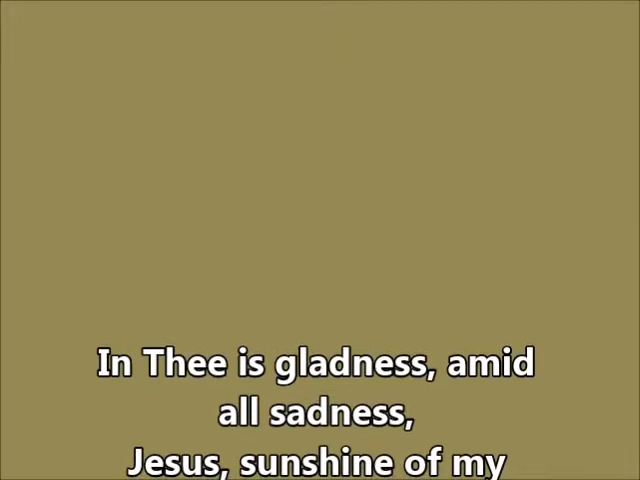 In Thee is gladness, amid
all sadness,
Jesus, sunshine of my